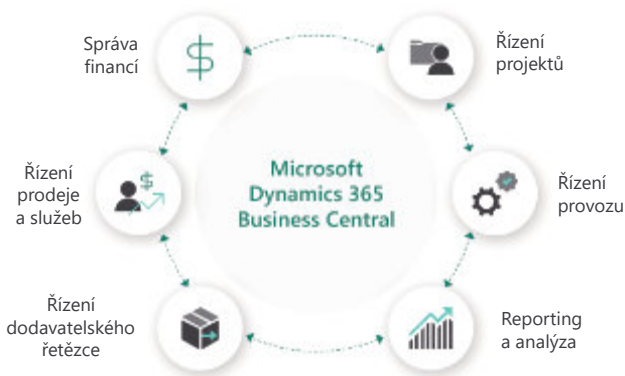 Správa
financí
Řízení
projektů
Microsoft
Dynamics 365
Business Central
Řízení
prodeje
a služeb
Řízení
provozu
Řízení
dodavatelského
řetězce
Reporting
a analýza